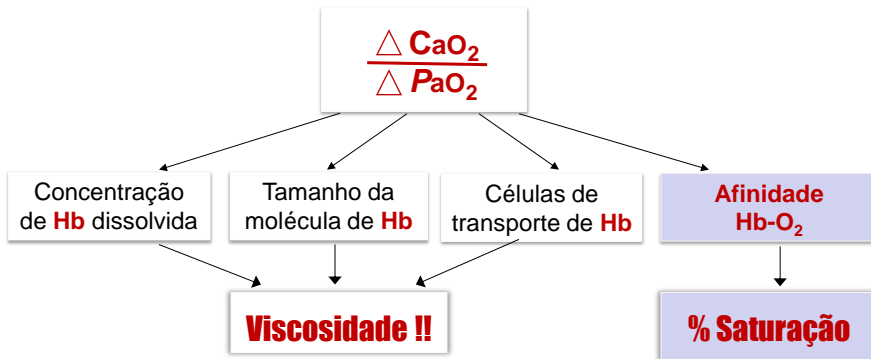 △ CaO₂
△ PaO₂
Concentração
de Hb dissolvida
Tamanho da
molécula de Hb
Células de
transporte de Hb
Afinidade
Hb-O₂
Viscosidade !!
% Saturação